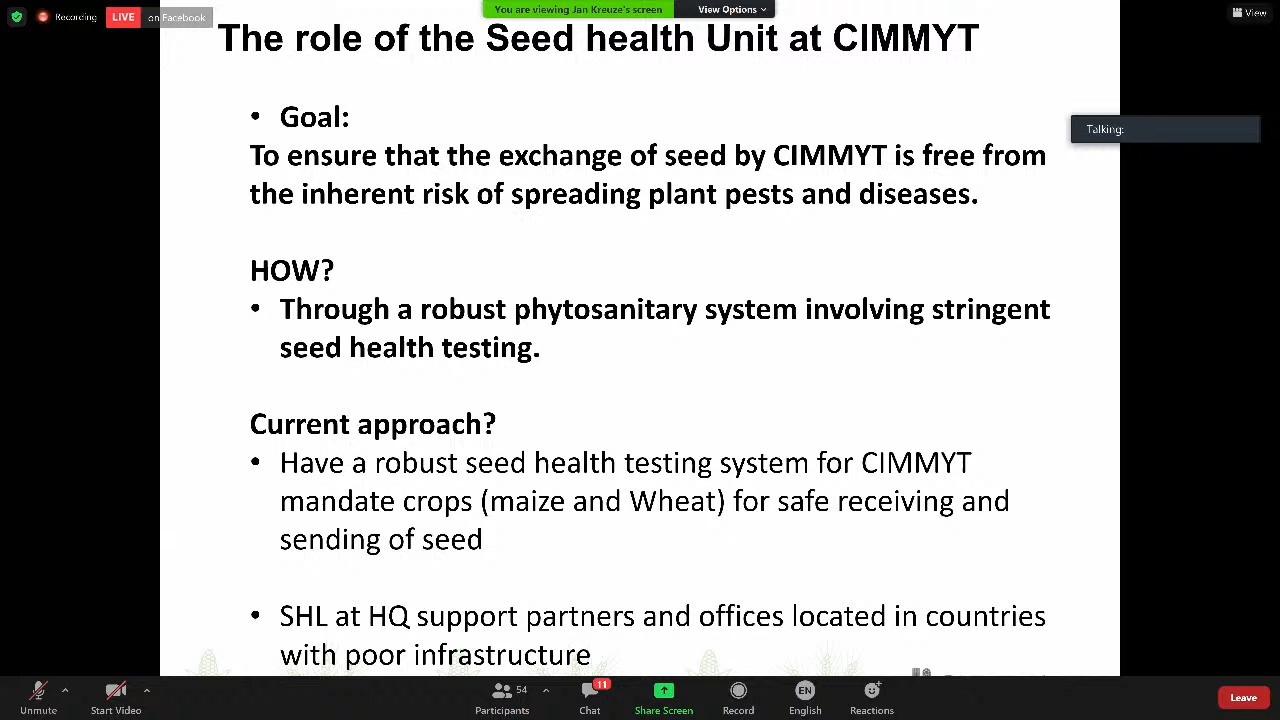 Recording
LIVE on Facebook
You are viewing Jan Kreuze's screen
View Options
View
The role of the Seed health Unit at CIMMYT
Talking:
• Goal:
To ensure that the exchange of seed by CIMMYT is free from
the inherent risk of spreading plant pests and diseases.
HOW?
• Through a robust phytosanitary system involving stringent
seed health testing.
Current approach?
• Have a robust seed health testing system for CIMMYT
mandate crops (maize and Wheat) for safe receiving and
sending of seed
• SHL at HQ support partners and offices located in countries
with poor infrastructure
54
11
EN
Unmute
Start Video
Participants
Chat
Share Screen
Record
English
Reactions
Leave